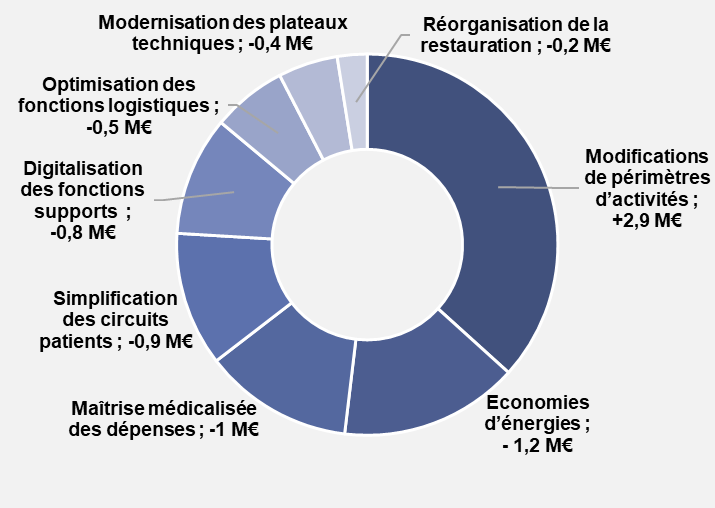 Modernisation des plateaux
techniques ; -0,4 M€
Réorganisation de la
restauration ; -0,2 M€
Optimisation des
fonctions logistiques ;
-0,5 M€
Modifications
de périmètres
d’activités ;
+2,9 M€
Digitalisation
des fonctions
supports ;
-0,8 M€
Simplification
des circuits
patients ; -0,9 M€
Maîtrise médicalisée
des dépenses ; -1 M€
Economies
d’énergies ;
- 1,2 M€